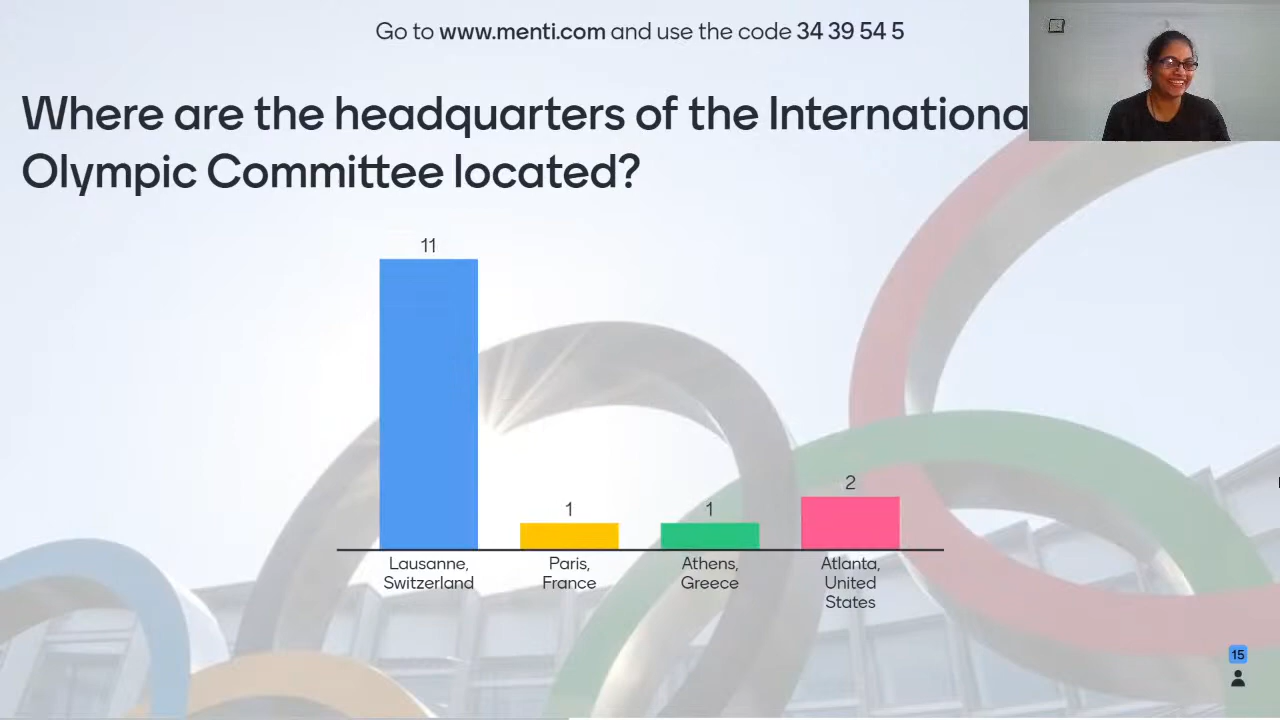 Go to www.menti.com and use the code 34 39 54 5
Where are the headquarters of the Internationa
Olympic Committee located?
11
1
1
2
Lausanne,
Switzerland
Paris,
France
Athens,
Greece
Atlanta,
United
States
15